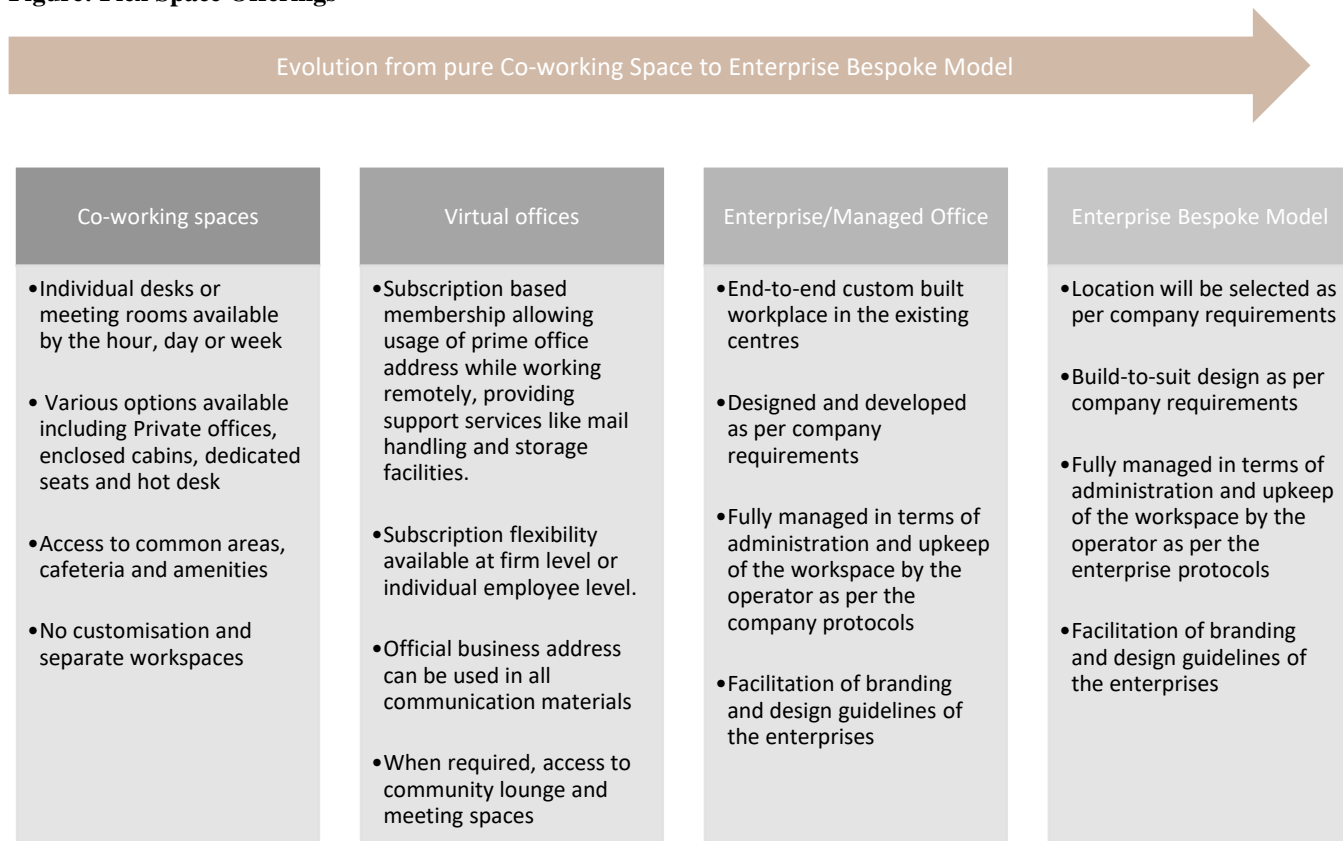 Evolution from pure Co-working Space to Enterprise Bespoke Model
Co-working spaces
•Individual desks or
meeting rooms available
by the hour, day or week
• Various options available
including Private offices,
enclosed cabins, dedicated
seats and hot desk
•Access to common areas,
cafeteria and amenities
•No customisation and
separate workspaces
Virtual offices
•Subscription based
membership allowing
usage of prime office
address while working
remotely, providing
support services like mail
handling and storage
facilities.
•Subscription flexibility
available at firm level or
individual employee level.
•Official business address
can be used in all
communication materials
•When required, access to
community lounge and
meeting spaces
Enterprise/Managed Office
•End-to-end custom built
workplace in the existing
centres
•Designed and developed
as per company
requirements
•Fully managed in terms of
administration and upkeep
of the workspace by the
operator as per the
company protocols
•Facilitation of branding
and design guidelines of
the enterprises
Enterprise Bespoke Model
•Location will be selected as
per company requirements
•Build-to-suit design as per
company requirements
•Fully managed in terms of
administration and upkeep
of the workspace by the
operator as per the
enterprise protocols
•Facilitation of branding
and design guidelines of
the enterprises